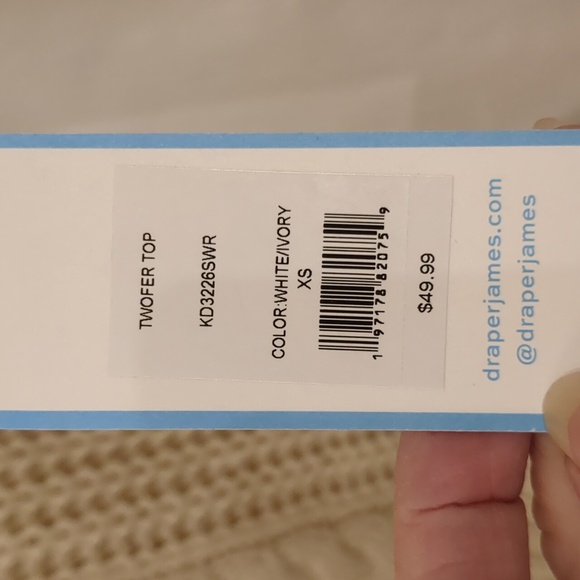 TWOFER TOP
KD3226SWR
COLOR:WHITE/IVORY
XS
1 97178 82075 9
$49.99
draperjames.com
@draperjames